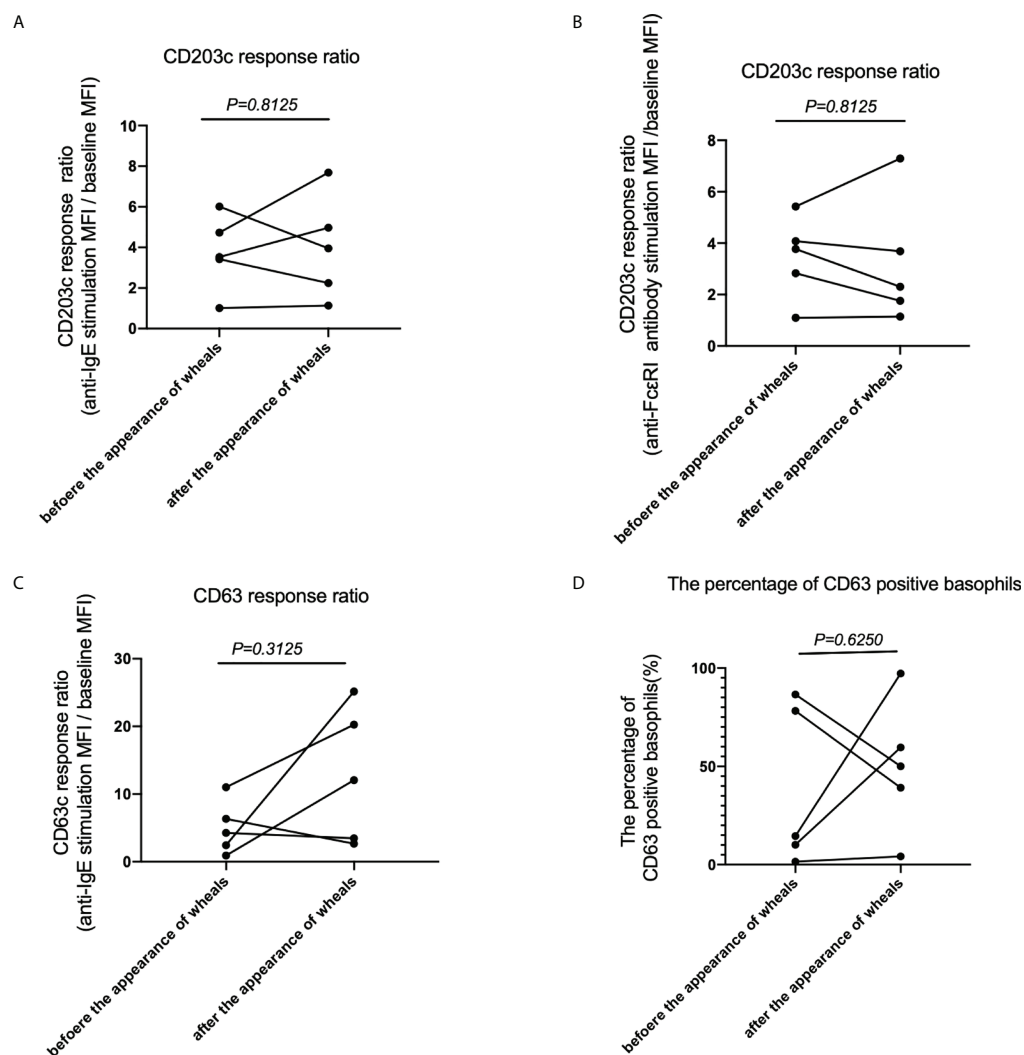 A
CD203c response ratio
P=0.8125
CD203c response ratio
(anti-IgE stimulation MFI / baseline MFI)
10
8
6
4
2
0
befoere the appearance of wheals
after the appearance of wheals
B
CD203c response ratio
P=0.8125
CD203c response ratio
(anti-FcεRI antibody stimulation MFI /baseline MFI)
8
6
4
2
0
befoere the appearance of wheals
after the appearance of wheals
C
CD63 response ratio
P=0.3125
CD63c response ratio
(anti-IgE stimulation MFI / baseline MFI)
30
20
10
0
befoere the appearance of wheals
after the appearance of wheals
D
The percentage of CD63 positive basophils
P=0.6250
The percentage of
CD63 positive basophils(%)
100
50
0
befoere the appearance of wheals
after the appearance of wheals